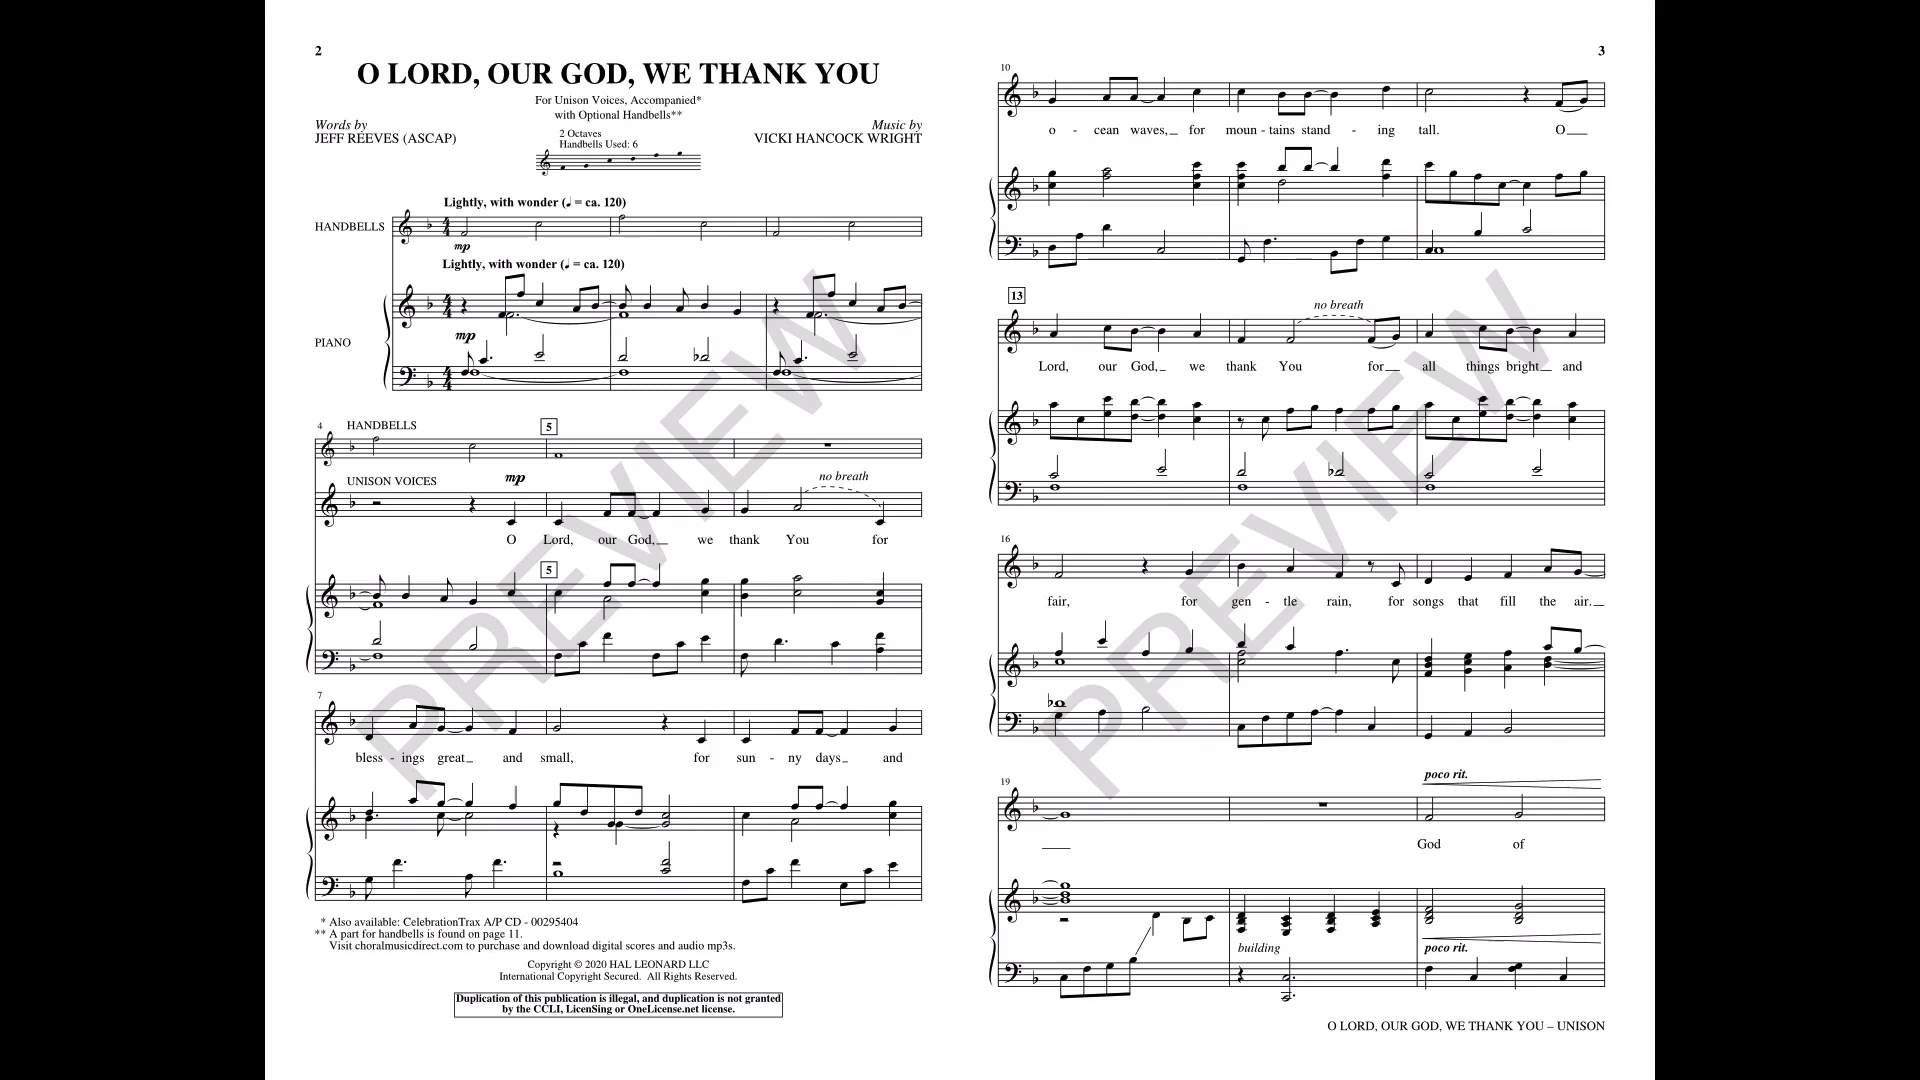 2
O LORD, OUR GOD, WE THANK YOU
For Unison Voices, Accompanied*
with Optional Handbells**
Words by
JEFF REEVES (ASCAP)
2 Octaves
Handbells Used: 6
Music by
VICKI HANCOCK WRIGHT
Lightly, with wonder (♩ = ca. 120)
HANDBELLS
mp
Lightly, with wonder (♩ = ca. 120)
PIANO
mp
4 HANDBELLS 5
UNISON VOICES mp no breath
O Lord, our God, we thank You for
5
7
bless - ings great and small, for sun - ny days and
* Also available: CelebrationTrax A/P CD - 00295404
** A part for handbells is found on page 11.
Visit choralmusicdirect.com to purchase and download digital scores and audio mp3s.
Copyright © 2020 HAL LEONARD LLC
International Copyright Secured. All Rights Reserved.
Duplication of this publication is illegal, and duplication is not granted
by the CCLI, LicenSing or OneLicense.net license.
PREVIEW
3
10
o - cean waves, for moun - tains stand - ing tall. O
13
no breath
Lord, our God, we thank You for all things bright and
16
fair, for gen - tle rain, for songs that fill the air.
19
poco rit.
God of
building
poco rit.
O LORD, OUR GOD, WE THANK YOU – UNISON
PREVIEW